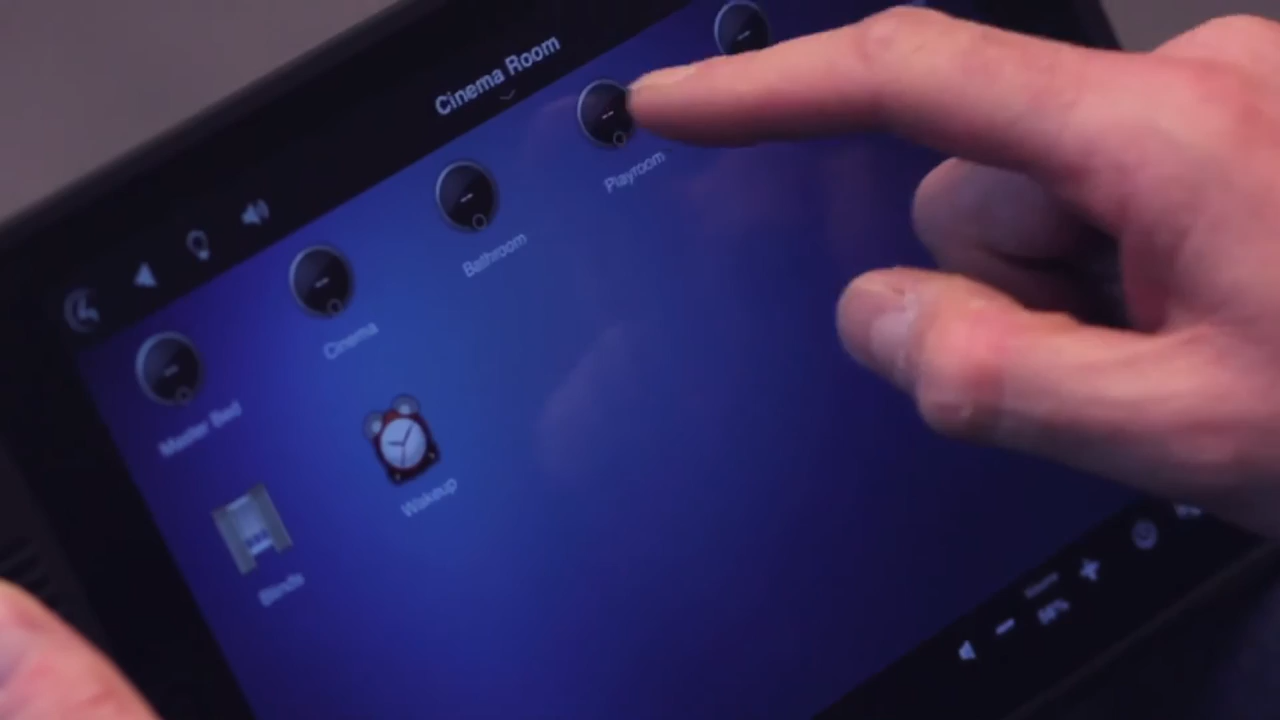 Cinema Room
Master Bed
Cinema
Bathroom
Playroom
Blinds
Wakeup